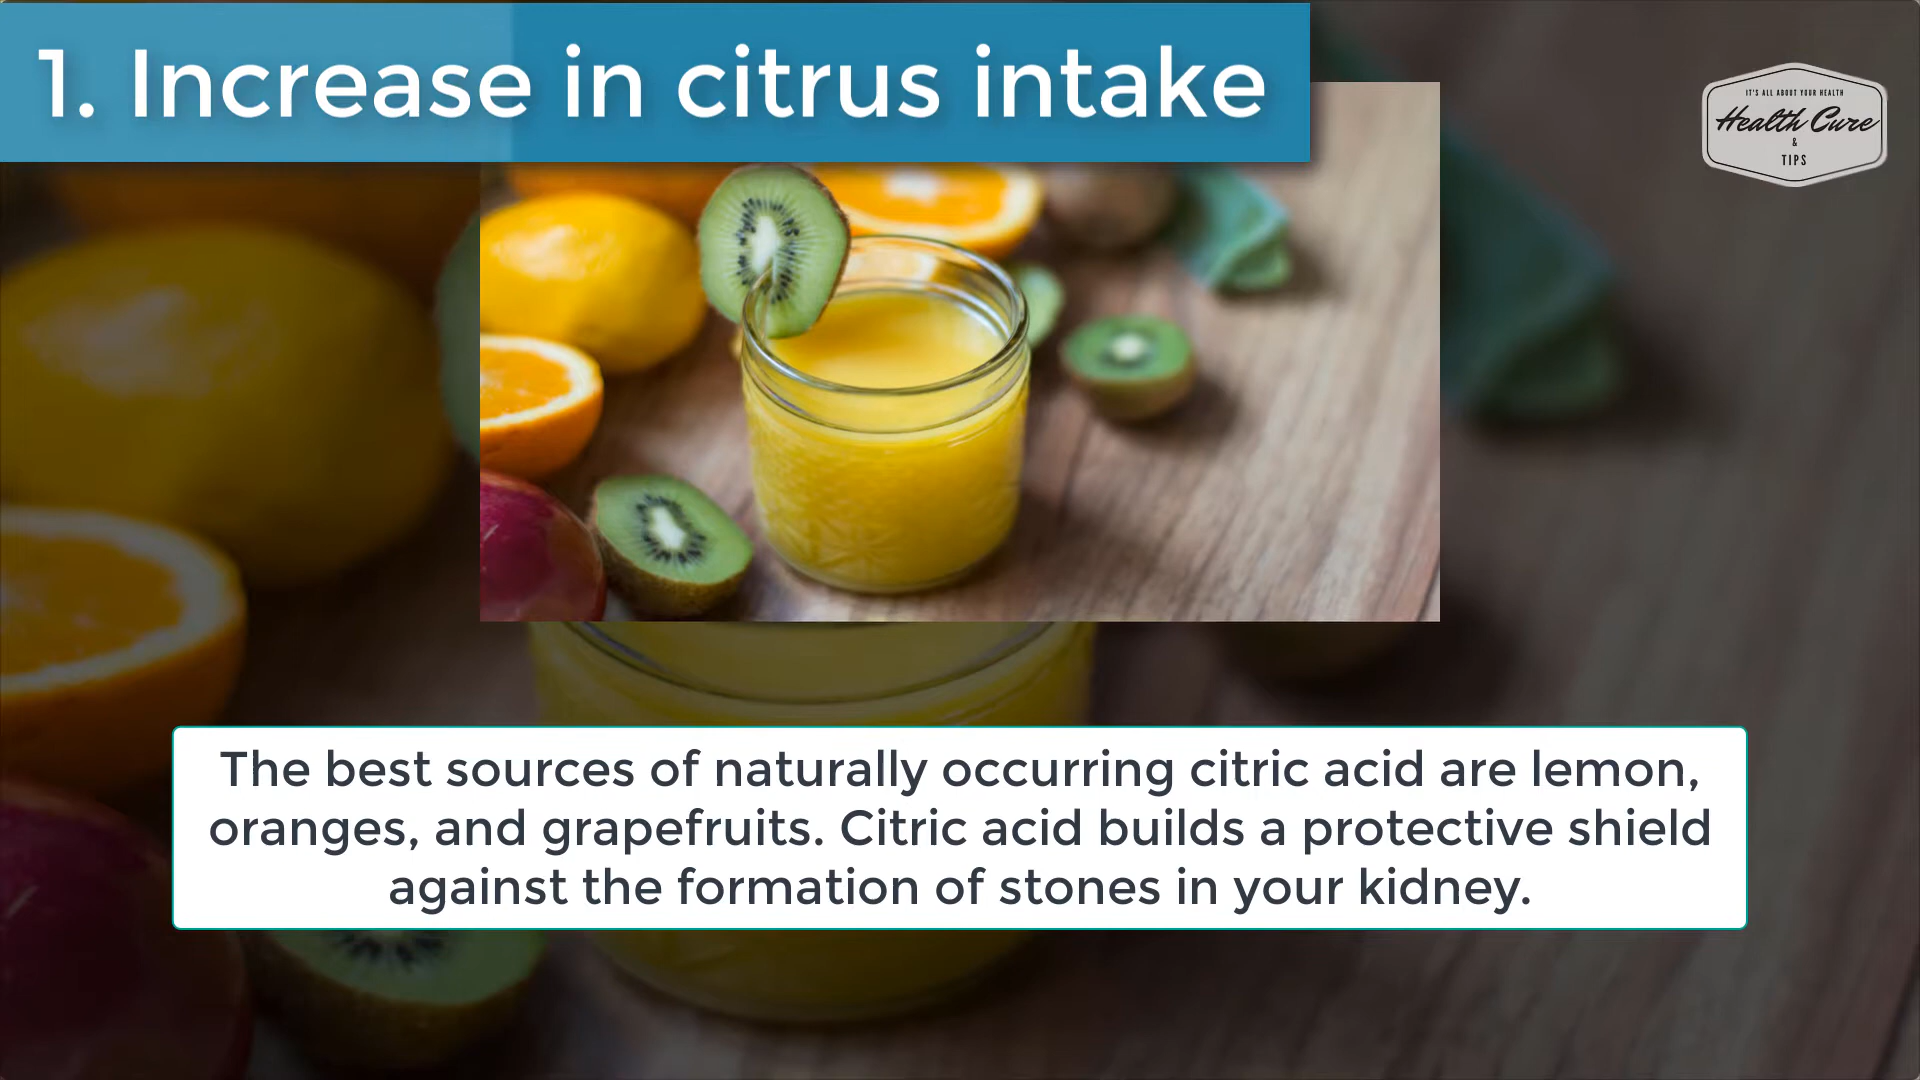 1. Increase in citrus intake
IT'S ALL ABOUT YOUR HEALTH
Health Cure
&
TIPS
The best sources of naturally occurring citric acid are lemon,
oranges, and grapefruits. Citric acid builds a protective shield
against the formation of stones in your kidney.